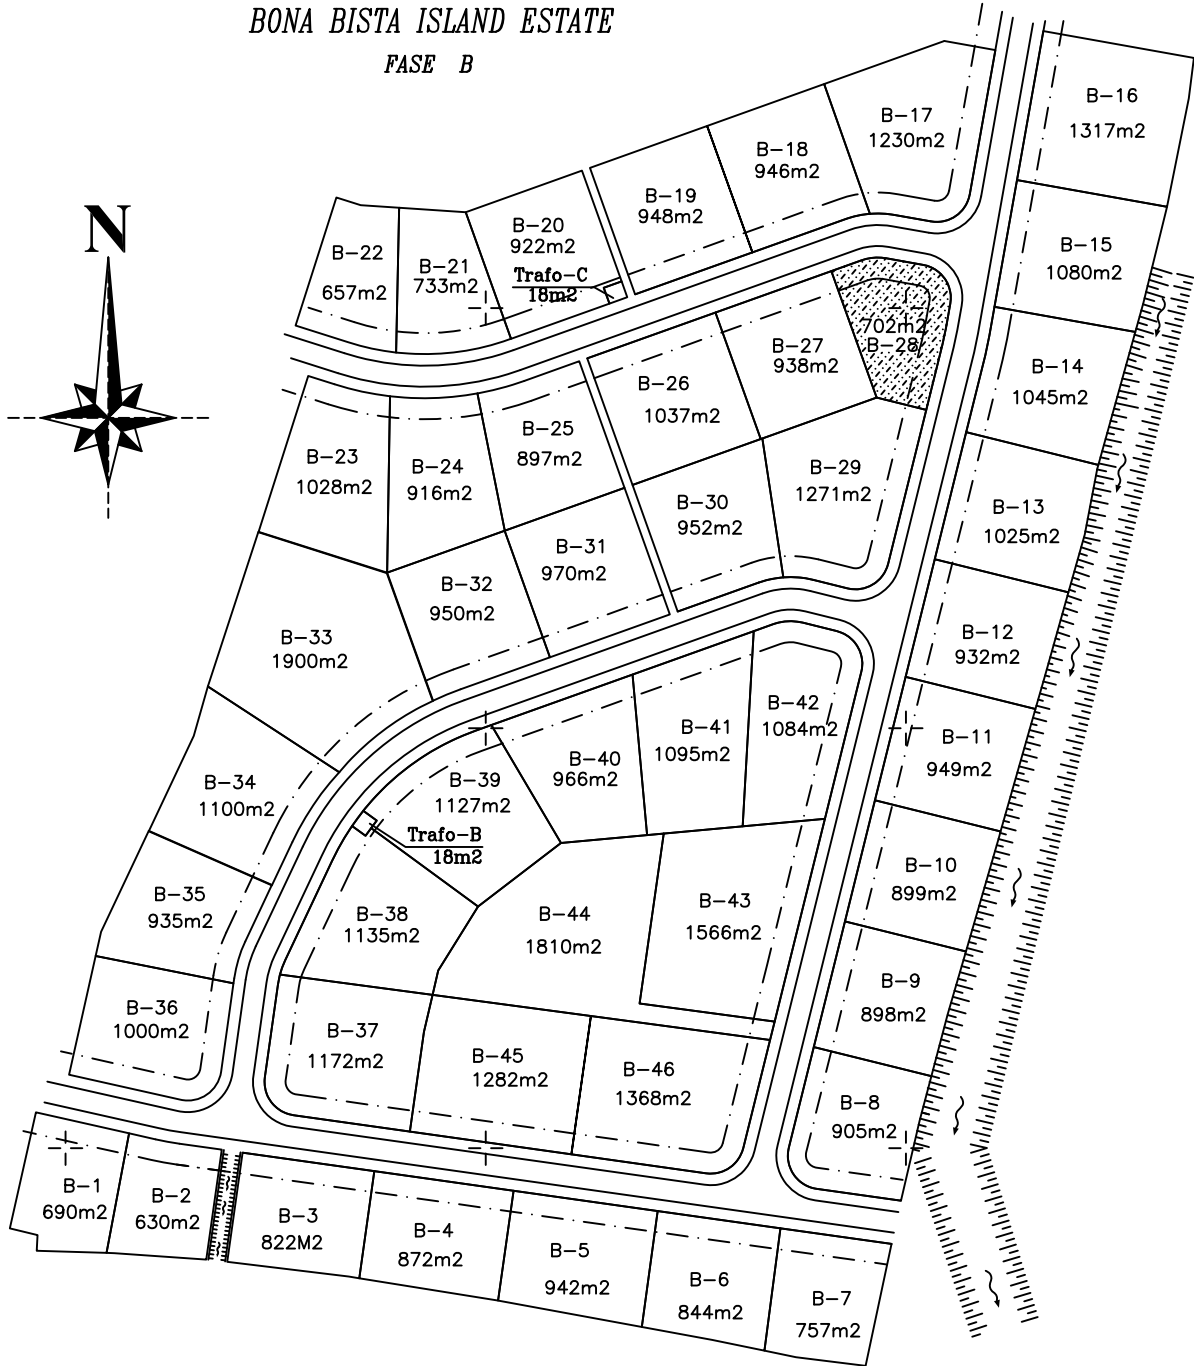 BONA BISTA ISLAND ESTATE
FASE B
N
B-16
1317m2
B-17
1230m2
B-18
946m2
B-19
948m2
B-20
922m2
B-21
733m2
B-22
657m2
Trafo-C
18m2
B-15
1080m2
B-14
1045m2
B-13
1025m2
B-12
932m2
B-11
949m2
B-10
899m2
B-9
898m2
B-8
905m2
702m2
B-28
B-27
938m2
B-26
1037m2
B-25
897m2
B-24
916m2
B-23
1028m2
B-29
1271m2
B-30
952m2
B-31
970m2
B-32
950m2
B-33
1900m2
B-34
1100m2
B-35
935m2
B-36
1000m2
B-42
1084m2
B-41
1095m2
B-40
966m2
B-39
1127m2
Trafo-B
18m2
B-38
1135m2
B-44
1810m2
B-43
1566m2
B-37
1172m2
B-45
1282m2
B-46
1368m2
B-1
690m2
B-2
630m2
B-3
822M2
B-4
872m2
B-5
942m2
B-6
844m2
B-7
757m2